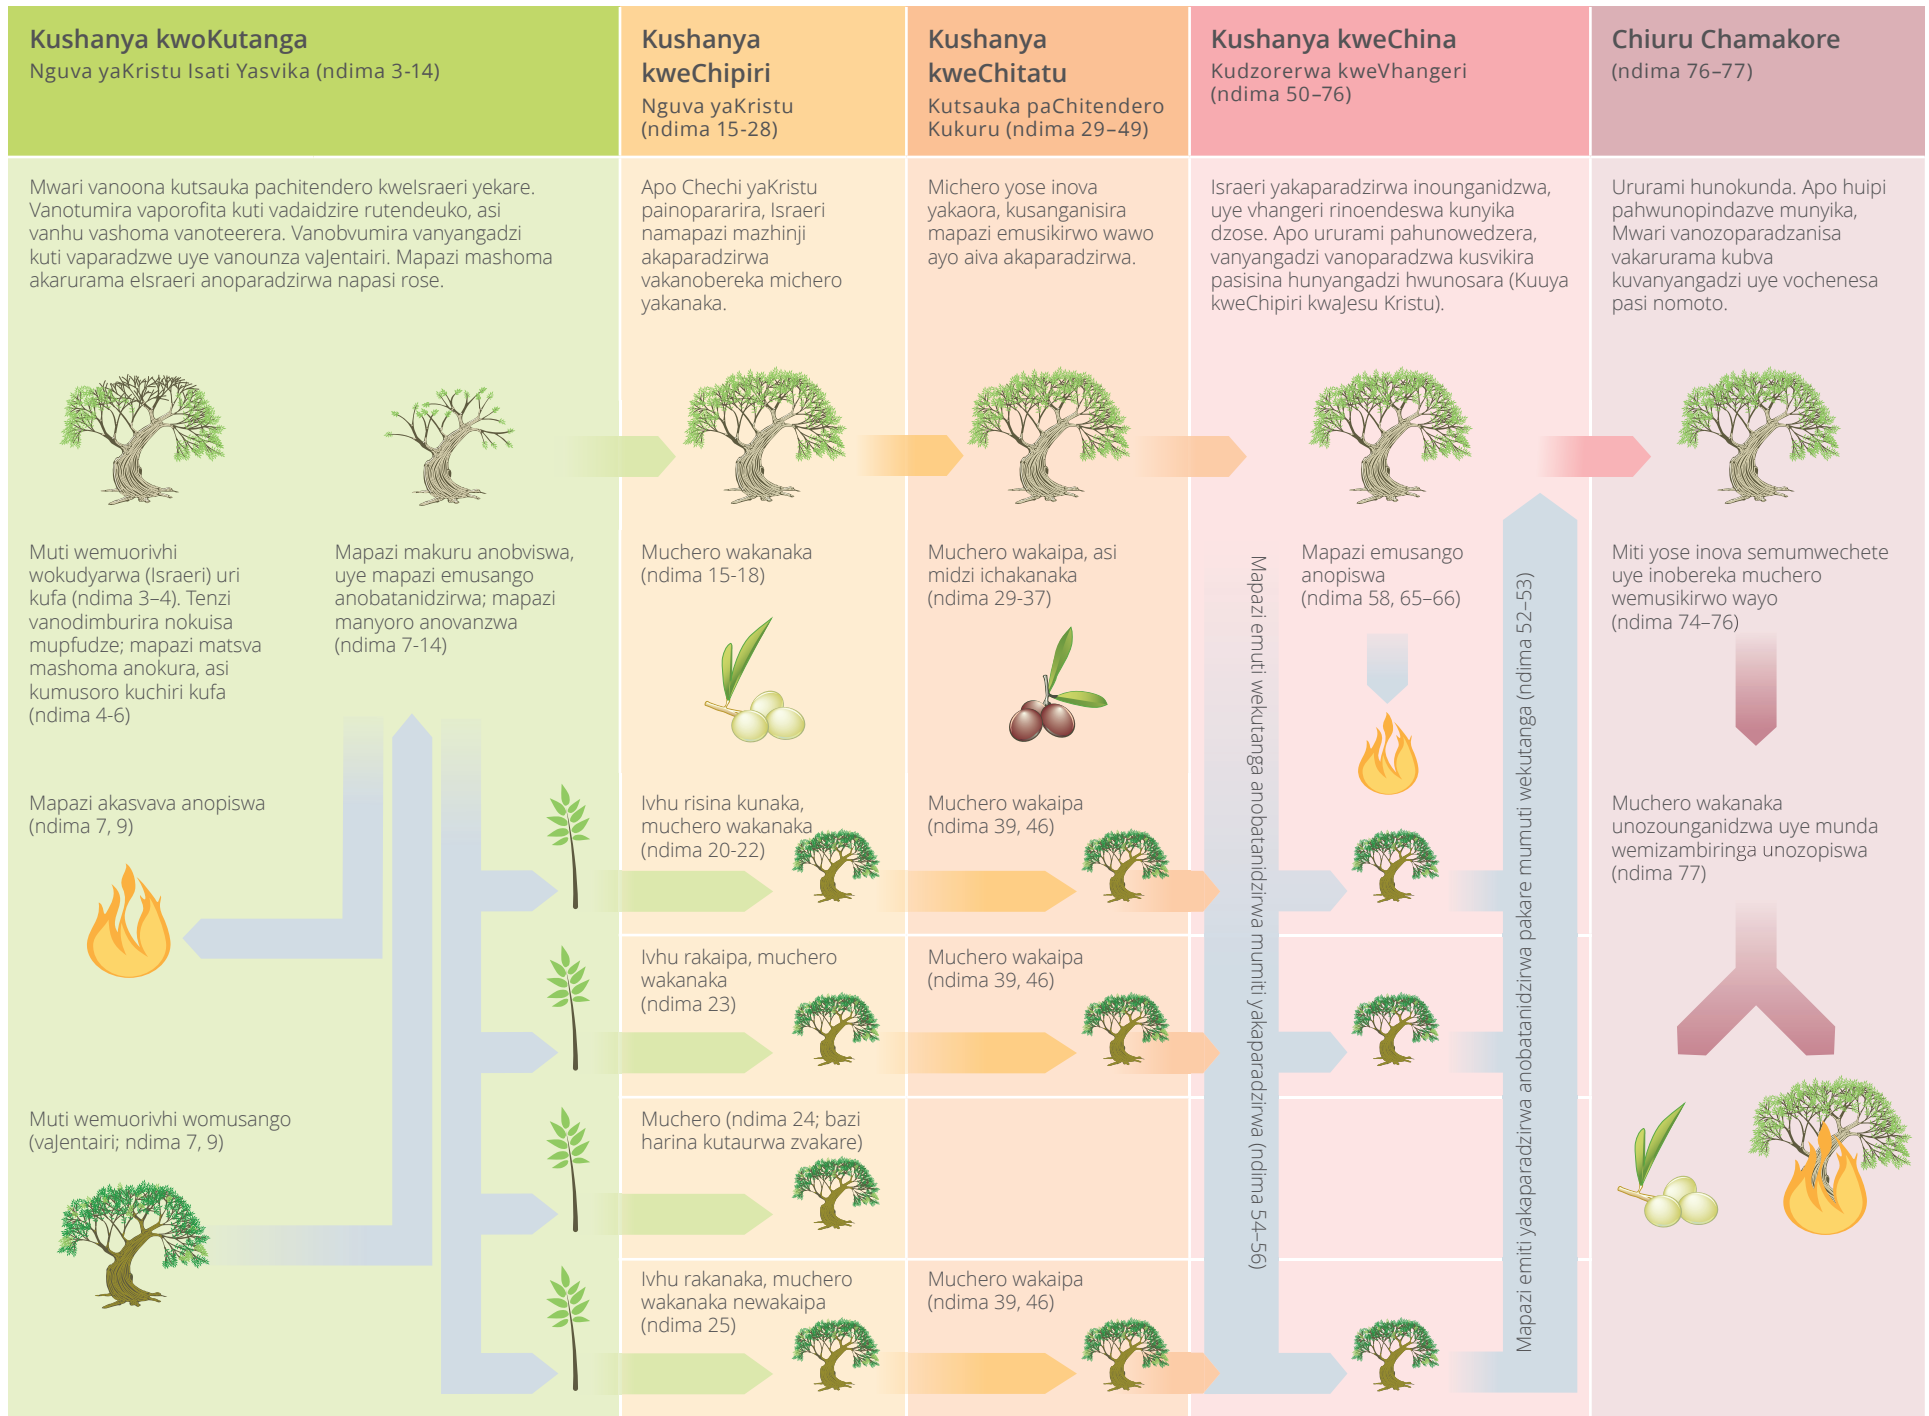 Kushanya kwoKutanga
Nguva yaKristu Isati Yasvika (ndima 3-14)
Kushanya
kweChipiri
Nguva yaKristu
(ndima 15-28)
Kushanya
kweChitatu
Kutsauka paChitendero
Kukuru (ndima 29–49)
Kushanya kweChina
Kudzorerwa kweVhangeri
(ndima 50–76)
Chiuru Chamakore
(ndima 76–77)
Mwari vanoona kutsauka pachitendero kweIsraeri yekare.
Vanotumira vaporofita kuti vadaidzire rutendeuko, asi
vanhu vashoma vanoteerera. Vanobvumira vanyangadzi
kuti vaparadzwe uye vanounza vaJentairi. Mapazi mashoma
akarurama eIsraeri anoparadzirwa napasi rose.
Apo Chechi yaKristu
painopararira, Israeri
namapazi mazhinji
akaparadzirwa
vakanobereka michero
yakanaka.
Michero yose inova
yakaora, kusanganisira
mapazi emusikirwo wawo
ayo aiva akaparadzirwa.
Israeri yakaparadzirwa inounganidzwa,
uye vhangeri rinoendeswa kunyika
dzose. Apo ururami pahunowedzera,
vanyangadzi vanoparadzwa kusvikira
pasisina hunyangadzi hwunosara (Kuuya
kweChipiri kwaJesu Kristu).
Ururami hunokunda. Apo huipi
pahwunopindazve munyika,
Mwari vanozoparadzanisa
vakarurama kubva
kuvanyangadzi uye vochenesa
pasi nomoto.
Muti wemuorivhi
wokudyarwa (Israeri) uri
kufa (ndima 3–4). Tenzi
vanodimburira nokuisa
mupfudze; mapazi matsva
mashoma anokura, asi
kumusoro kuchiri kufa
(ndima 4-6)
Mapazi makuru anobviswa,
uye mapazi emusango
anobatanidzirwa; mapazi
manyoro anovanzwa
(ndima 7-14)
Muchero wakanaka
(ndima 15-18)
Muchero wakaipa, asi
midzi ichakanaka
(ndima 29-37)
Mapazi emuti wekutanga anobatanidzirwa mumiti yakaparadzirwa (ndima 54–56)
Mapazi emusango
anopiswa
(ndima 58, 65–66)
Mapazi emiti yakaparadzirwa anobatanidzirwa pakare mumuti wekutanga (ndima 52–53)
Miti yose inova semumwechete
uye inobereka muchero
wemusikirwo wayo
(ndima 74–76)
Mapazi akasvava anopiswa
(ndima 7, 9)
Ivhu risina kunaka,
muchero wakanaka
(ndima 20-22)
Muchero wakaipa
(ndima 39, 46)
Muchero wakanaka
unozounganidzwa uye munda
wemizambiringa unozopiswa
(ndima 77)
Ivhu rakaipa, muchero
wakanaka
(ndima 23)
Muchero wakaipa
(ndima 39, 46)
Muti wemuorivhi womusango
(vaJentairi; ndima 7, 9)
Muchero (ndima 24; bazi
harina kutaurwa zvakare)
Ivhu rakanaka, muchero
wakanaka newakaipa
(ndima 25)
Muchero wakaipa
(ndima 39, 46)